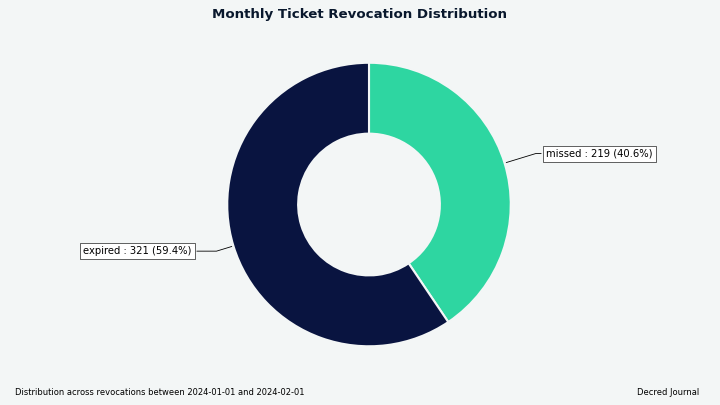 Monthly Ticket Revocation Distribution
missed : 219 (40.6%)
expired : 321 (59.4%)
Distribution across revocations between 2024-01-01 and 2024-02-01
Decred Journal